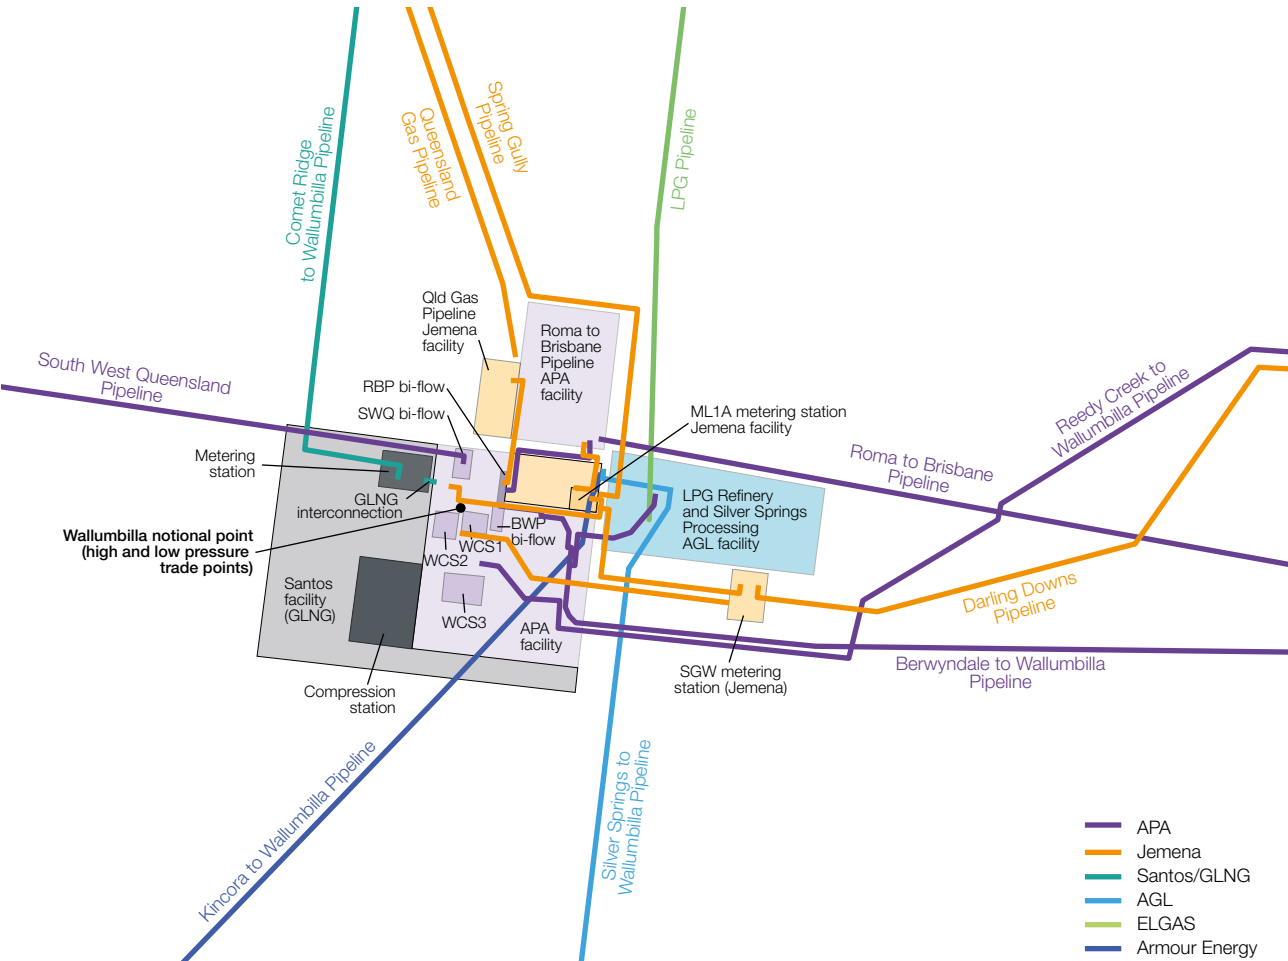 Comet Ridge
to Wallumbilla Pipeline
Queensland
Gas Pipeline
Spring Gully
Pipeline
LPG Pipeline
South West Queensland
Pipeline
Qld Gas
Pipeline
Jemena
facility
Roma to
Brisbane
Pipeline
APA
facility
RBP bi-flow
SWQ bi-flow
ML1A metering station
Jemena facility
Reedy Creek to
Wallumbilla Pipeline
Roma to Brisbane
Pipeline
Metering
station
GLNG
interconnection
LPG Refinery
and Silver Springs
Processing
AGL facility
Wallumbilla notional point
(high and low pressure
trade points)
BWP
bi-flow
WCS1
WCS2
WCS3
Santos
facility
(GLNG)
APA
facility
Darling Downs
Pipeline
Berwyndale to Wallumbilla
Pipeline
SGW metering
station (Jemena)
Compression
station
Kincora to Wallumbilla Pipeline
Silver Springs to
Wallumbilla Pipeline
APA
Jemena
Santos/GLNG
AGL
ELGAS
Armour Energy